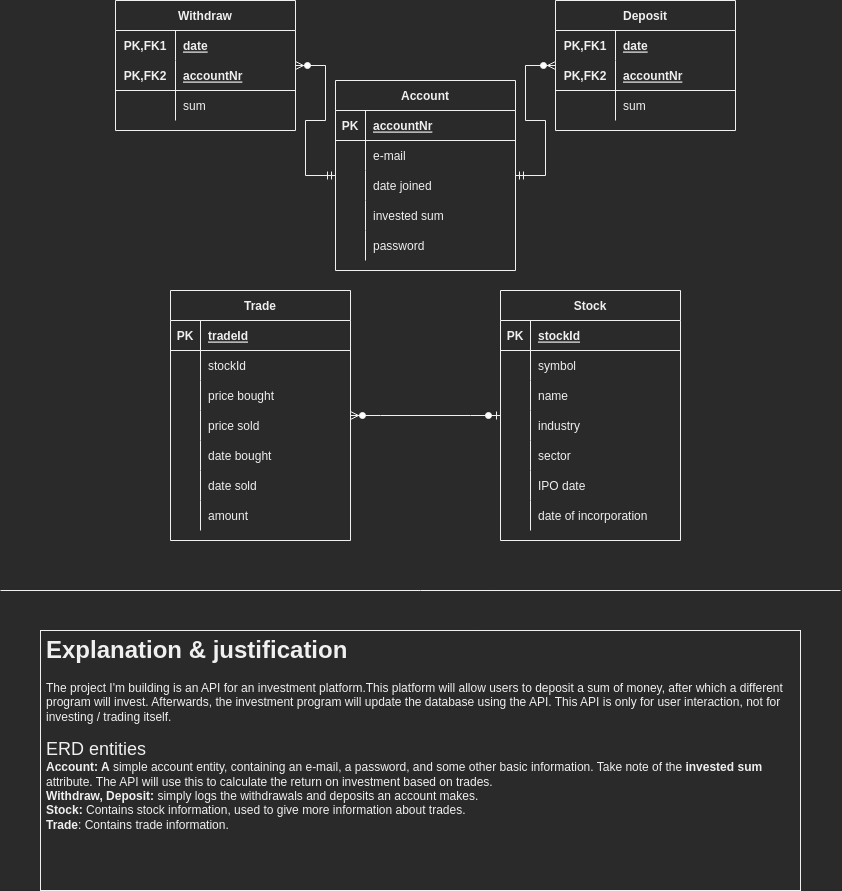 Withdraw
PK,FK1 date
PK,FK2 accountNr
sum
Deposit
PK,FK1 date
PK,FK2 accountNr
sum
Account
PK accountNr
e-mail
date joined
invested sum
password
Trade
PK tradeId
stockId
price bought
price sold
date bought
date sold
amount
Stock
PK stockId
symbol
name
industry
sector
IPO date
date of incorporation
Explanation & justification
The project I'm building is an API for an investment platform.This platform will allow users to deposit a sum of money, after which a different
program will invest. Afterwards, the investment program will update the database using the API. This API is only for user interaction, not for
investing / trading itself.
ERD entities
Account: A simple account entity, containing an e-mail, a password, and some other basic information. Take note of the invested sum
attribute. The API will use this to calculate the return on investment based on trades.
Withdraw, Deposit: simply logs the withdrawals and deposits an account makes.
Stock: Contains stock information, used to give more information about trades.
Trade: Contains trade information.